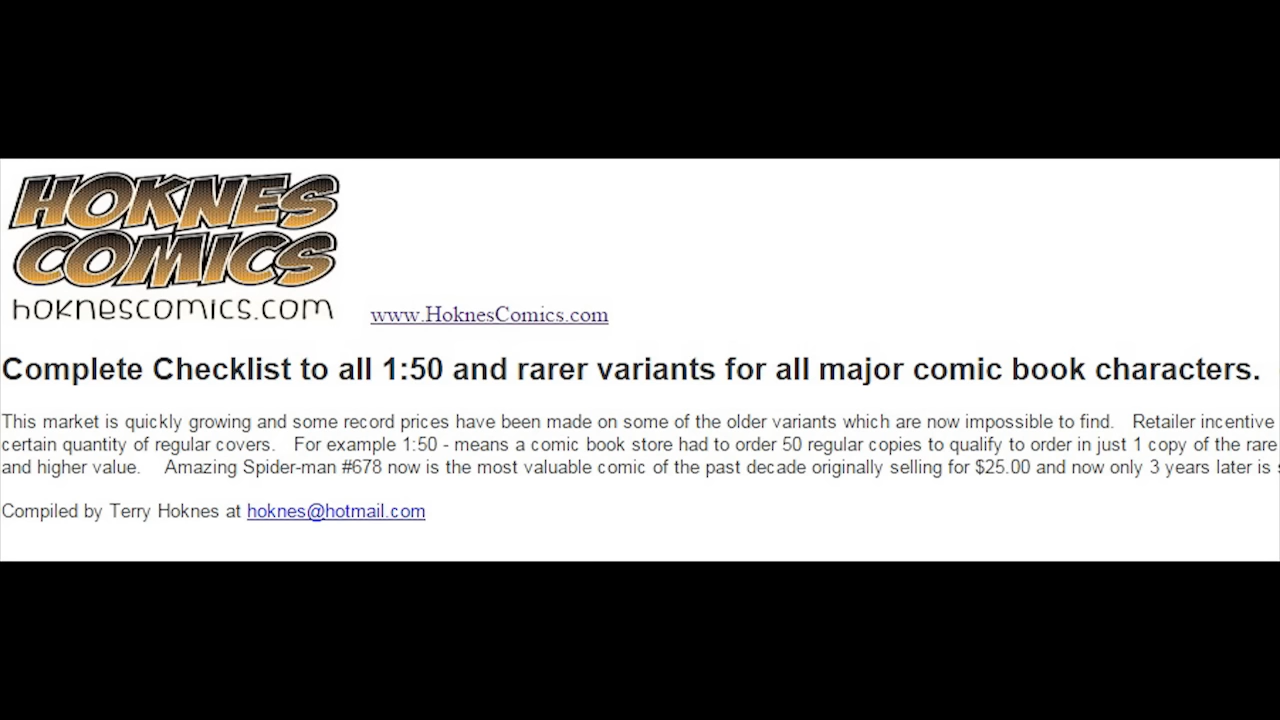 HOKNES
COMICS
hoknescomics.com
www.HoknesComics.com
Complete Checklist to all 1:50 and rarer variants for all major comic book characters.
This market is quickly growing and some record prices have been made on some of the older variants which are now impossible to find. Retailer incentive
certain quantity of regular covers. For example 1:50 - means a comic book store had to order 50 regular copies to qualify to order in just 1 copy of the rare
and higher value. Amazing Spider-man #678 now is the most valuable comic of the past decade originally selling for $25.00 and now only 3 years later is
Compiled by Terry Hoknes at hoknes@hotmail.com